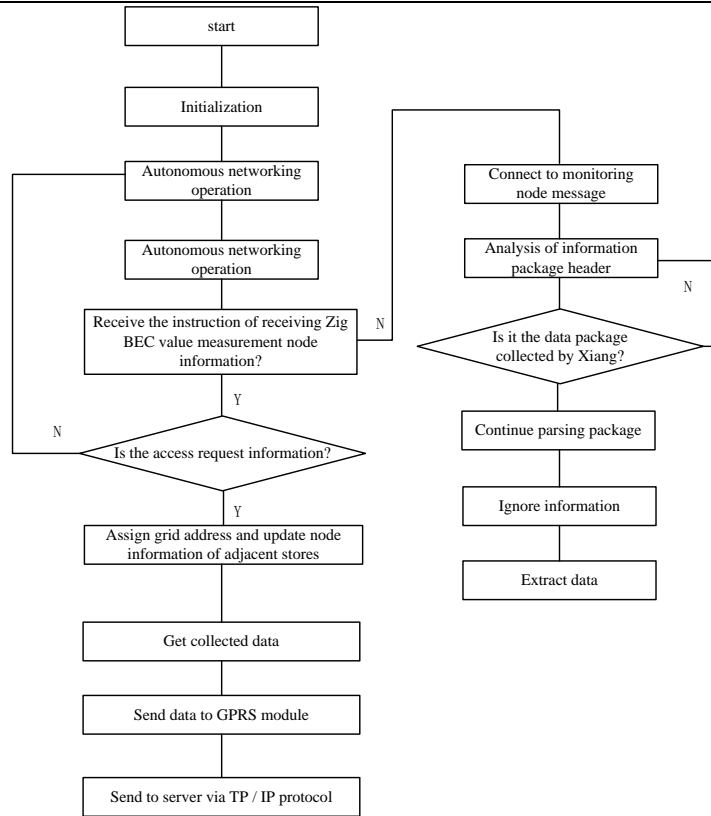 start
Initialization
Autonomous networking
operation
Autonomous networking
operation
Receive the instruction of receiving Zig
BEC value measurement node
information?
N
Y
Is the access request information?
N
Y
Assign grid address and update node
information of adjacent stores
Get collected data
Send data to GPRS module
Send to server via TP / IP protocol
Connect to monitoring
node message
Analysis of information
package header
N
Is it the data package
collected by Xiang?
Continue parsing package
Ignore information
Extract data